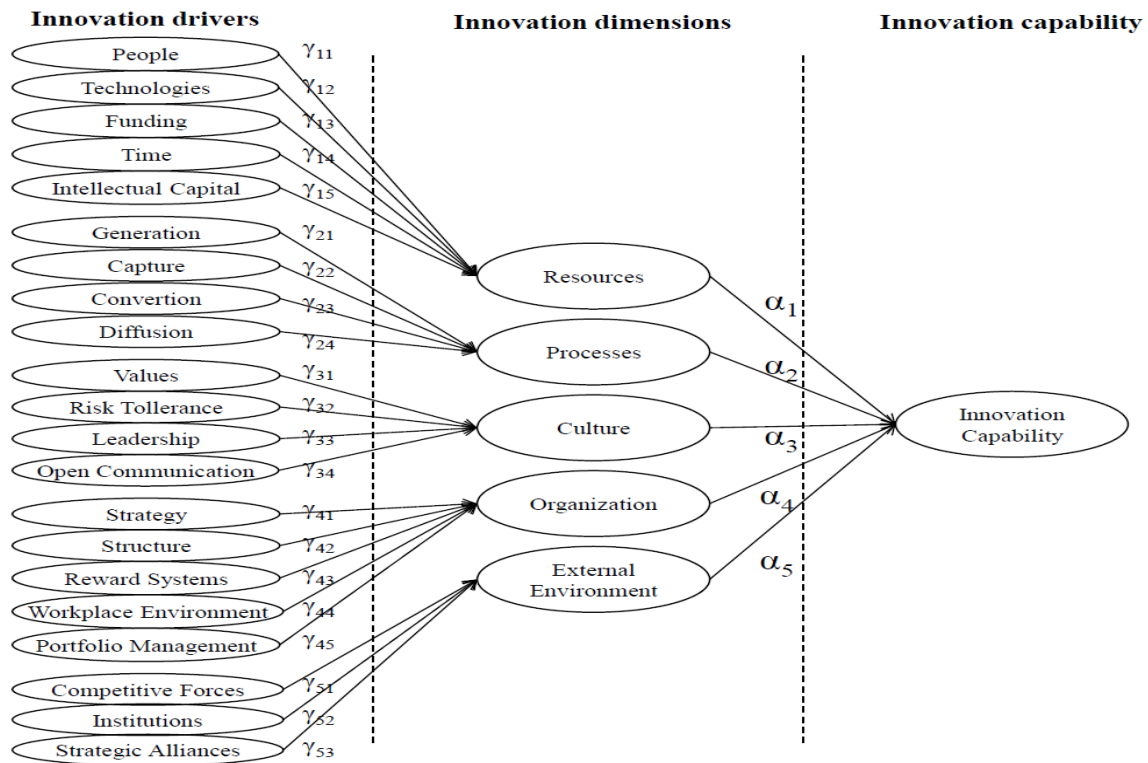 Innovation drivers
Innovation dimensions
Innovation capability
People
γ11
Technologies
γ12
Funding
γ13
Time
γ14
Intellectual Capital
γ15
Generation
γ21
Capture
γ22
Convertion
γ23
Diffusion
γ24
Values
γ31
Risk Tollerance
γ32
Leadership
γ33
Open Communication
γ34
Strategy
γ41
Structure
γ42
Reward Systems
γ43
Workplace Environment
γ44
Portfolio Management
γ45
Competitive Forces
γ51
Institutions
γ52
Strategic Alliances
γ53
Resources
Processes
Culture
Organization
External
Environment
α1
α2
α3
α4
α5
Innovation
Capability